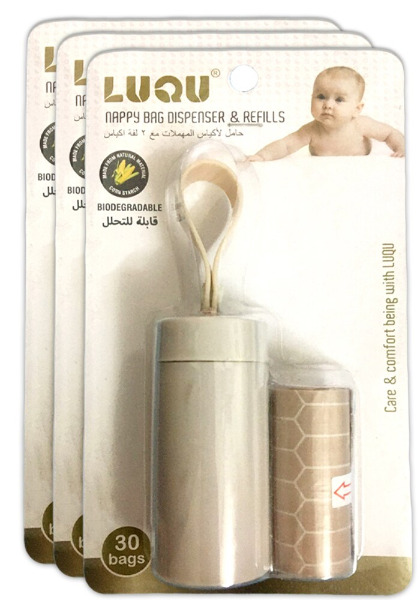 LUQU®
NAPPY BAG DISPENSER & REFILLS
حامل لأكياس المهملات مع ٢ لفة اكياس
MADE FROM NATURAL MATERIAL
CORN STARCH
BIODEGRADABLE
قابلة للتحلل
Care & comfort being with LUQU
30
bags